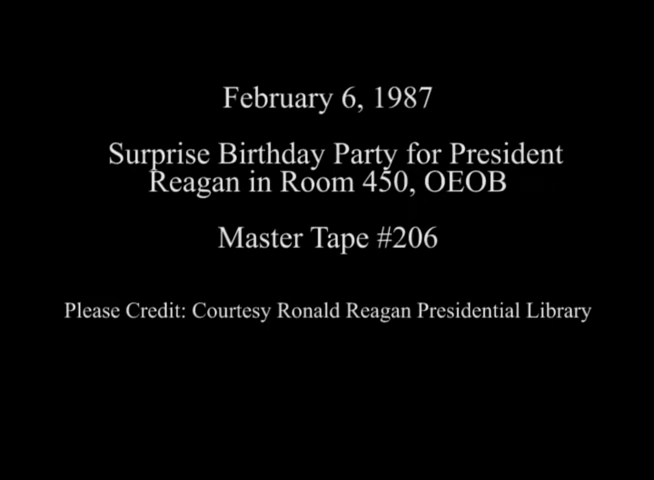 February 6, 1987
Surprise Birthday Party for President
Reagan in Room 450, OEOB
Master Tape #206
Please Credit: Courtesy Ronald Reagan Presidential Library